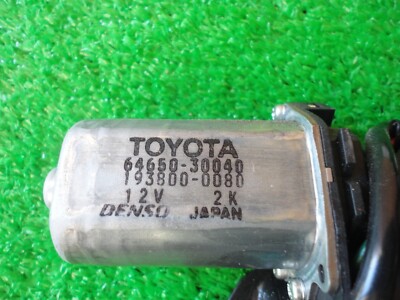 TOYOTA
64650-30040
193800-0080
12V 2K
DENSO JAPAN